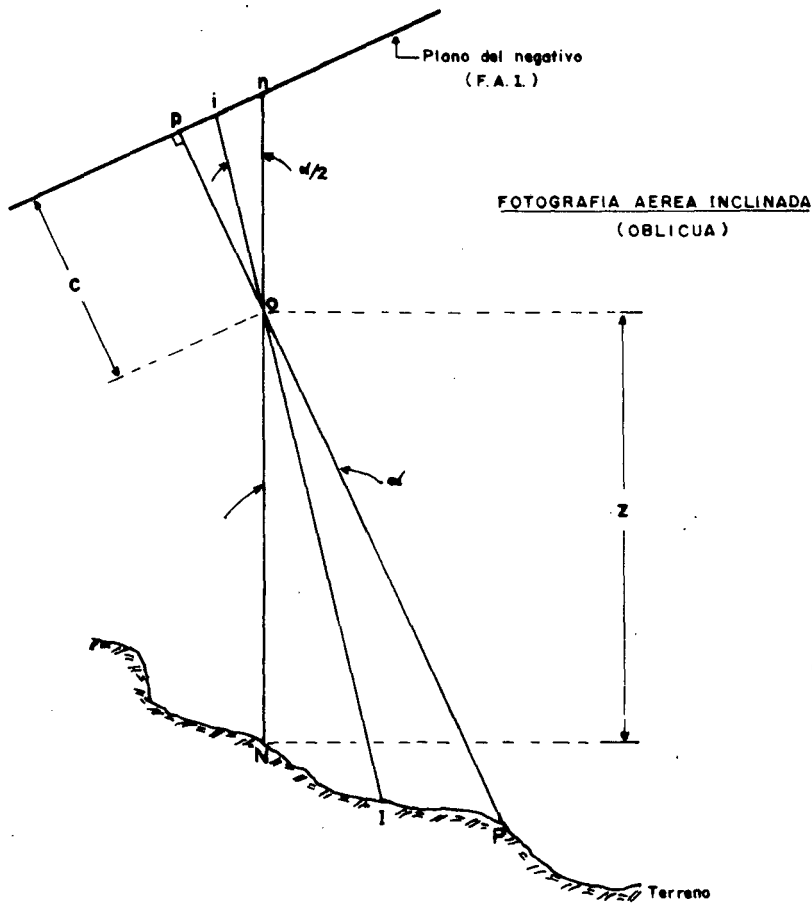 Plano del negativo
(F.A.I.)
n
i
p
α/2
FOTOGRAFIA AEREA INCLINADA
(OBLICUA)
C
O
α
Z
N
I
P
Terreno